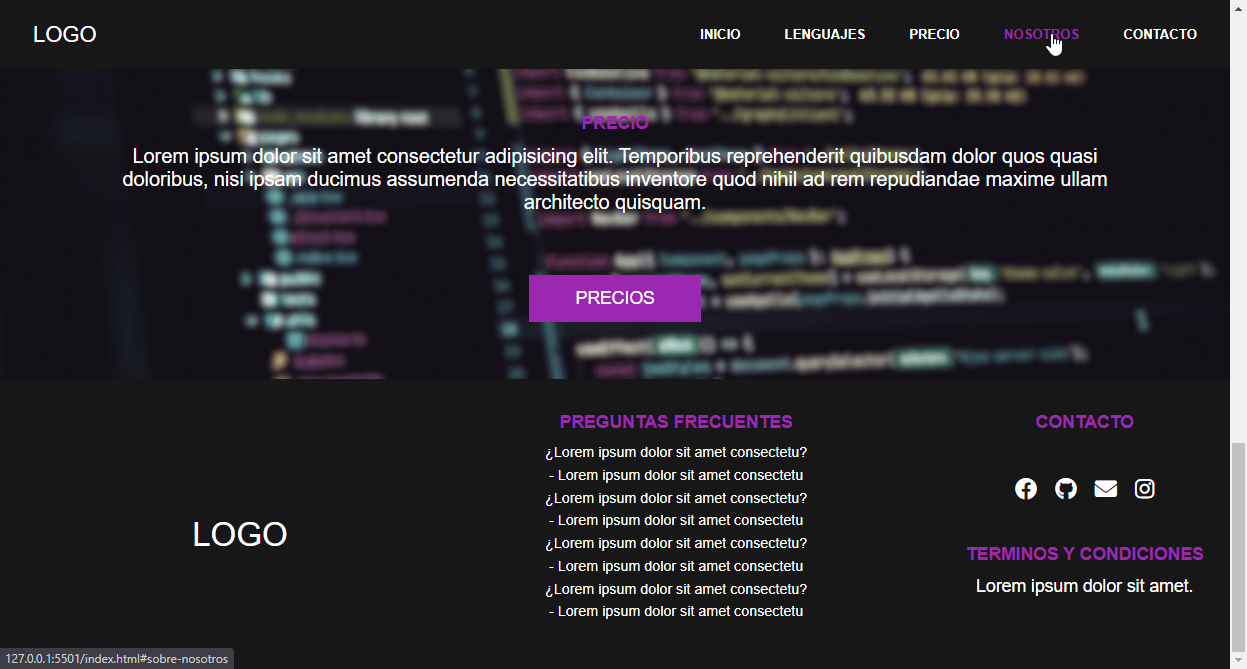 LOGO
INICIO
LENGUAJES
PRECIO
NOSOTROS
CONTACTO
PRECIO
Lorem ipsum dolor sit amet consectetur adipisicing elit. Temporibus reprehenderit quibusdam dolor quos quasi
doloribus, nisi ipsam ducimus assumenda necessitatibus inventore quod nihil ad rem repudiandae maxime ullam
architecto quisquam.
PRECIOS
LOGO
PREGUNTAS FRECUENTES
¿Lorem ipsum dolor sit amet consectetu?
- Lorem ipsum dolor sit amet consectetu
¿Lorem ipsum dolor sit amet consectetu?
- Lorem ipsum dolor sit amet consectetu
¿Lorem ipsum dolor sit amet consectetu?
- Lorem ipsum dolor sit amet consectetu
¿Lorem ipsum dolor sit amet consectetu?
- Lorem ipsum dolor sit amet consectetu
CONTACTO
TERMINOS Y CONDICIONES
Lorem ipsum dolor sit amet.
127.0.0.1:5501/index.html#sobre-nosotros